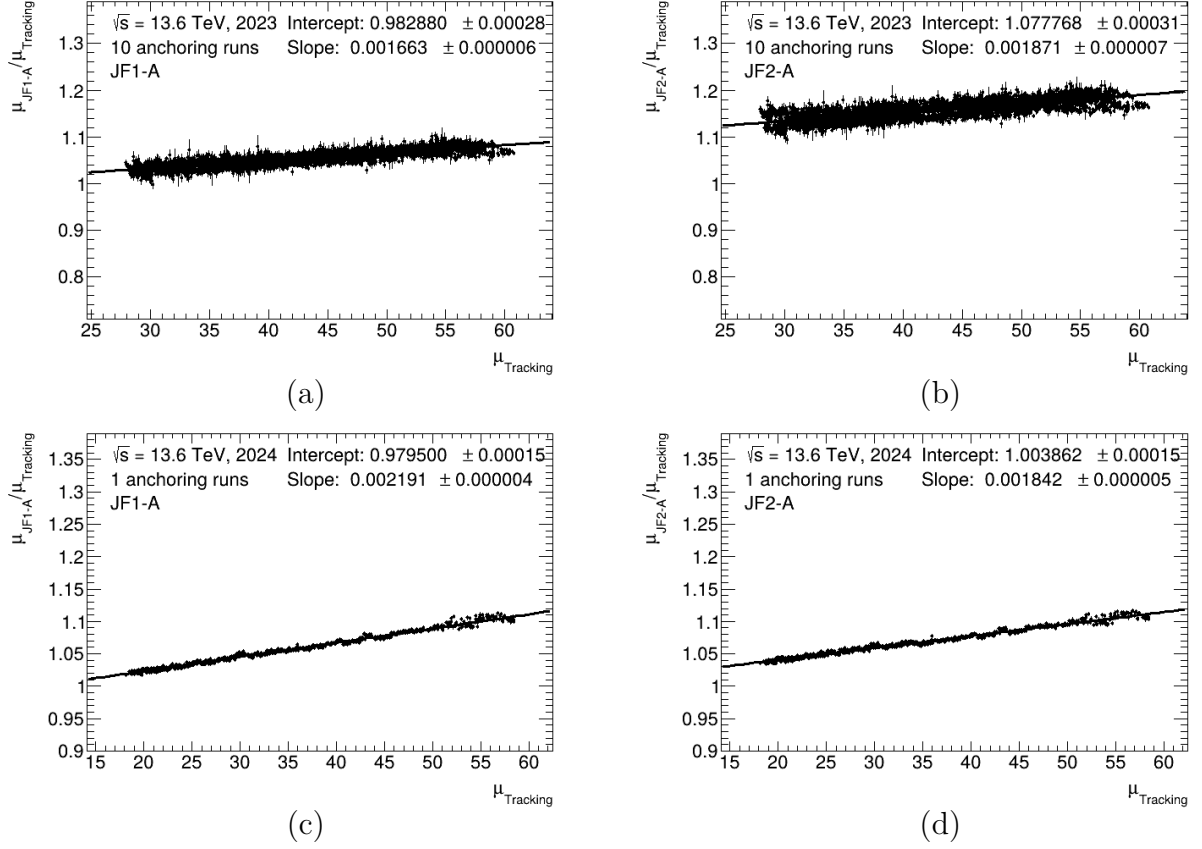 √s = 13.6 TeV, 2023 Intercept: 0.982880 ± 0.00028
10 anchoring runs Slope: 0.001663 ± 0.000006
JF1-A
μJF1-A/μTracking
1.3
1.2
1.1
1
0.9
0.8
25 30 35 40 45 50 55 60
μTracking
(a)
√s = 13.6 TeV, 2023 Intercept: 1.077768 ± 0.00031
10 anchoring runs Slope: 0.001871 ± 0.000007
JF2-A
μJF2-A/μTracking
1.3
1.2
1.1
1
0.9
0.8
25 30 35 40 45 50 55 60
μTracking
(b)
√s = 13.6 TeV, 2024 Intercept: 0.979500 ± 0.00015
1 anchoring runs Slope: 0.002191 ± 0.000004
JF1-A
μJF1-A/μTracking
1.35
1.3
1.25
1.2
1.15
1.1
1.05
1
0.95
0.9
15 20 25 30 35 40 45 50 55 60
μTracking
(c)
√s = 13.6 TeV, 2024 Intercept: 1.003862 ± 0.00015
1 anchoring runs Slope: 0.001842 ± 0.000005
JF2-A
μJF2-A/μTracking
1.35
1.3
1.25
1.2
1.15
1.1
1.05
1
0.95
0.9
15 20 25 30 35 40 45 50 55 60
μTracking
(d)